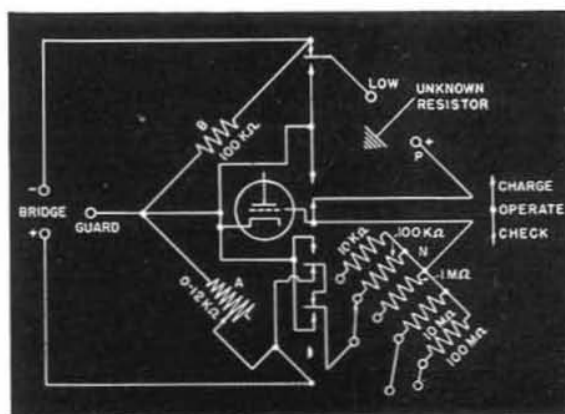 LOW
UNKNOWN
RESISTOR
B
100 KΩ
+
P
-
BRIDGE
+
GUARD
CHARGE
OPERATE
CHECK
10 KΩ
100 KΩ
N
1 MΩ
A
0-12 KΩ
10 MΩ
100 MΩ